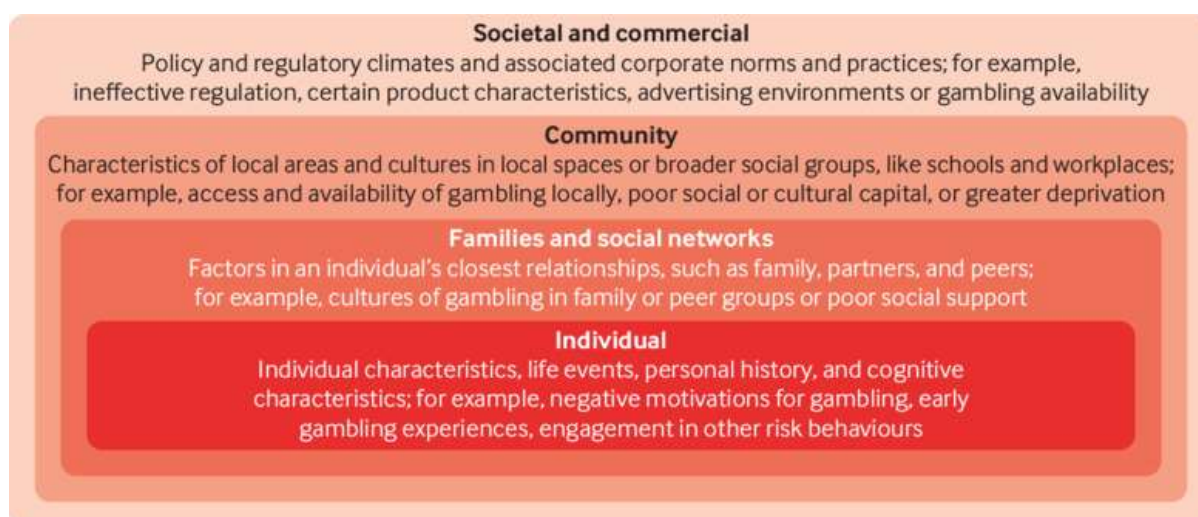 Societal and commercial
Policy and regulatory climates and associated corporate norms and practices; for example,
ineffective regulation, certain product characteristics, advertising environments or gambling availability
Community
Characteristics of local areas and cultures in local spaces or broader social groups, like schools and workplaces;
for example, access and availability of gambling locally, poor social or cultural capital, or greater deprivation
Families and social networks
Factors in an individual's closest relationships, such as family, partners, and peers;
for example, cultures of gambling in family or peer groups or poor social support
Individual
Individual characteristics, life events, personal history, and cognitive
characteristics; for example, negative motivations for gambling, early
gambling experiences, engagement in other risk behaviours